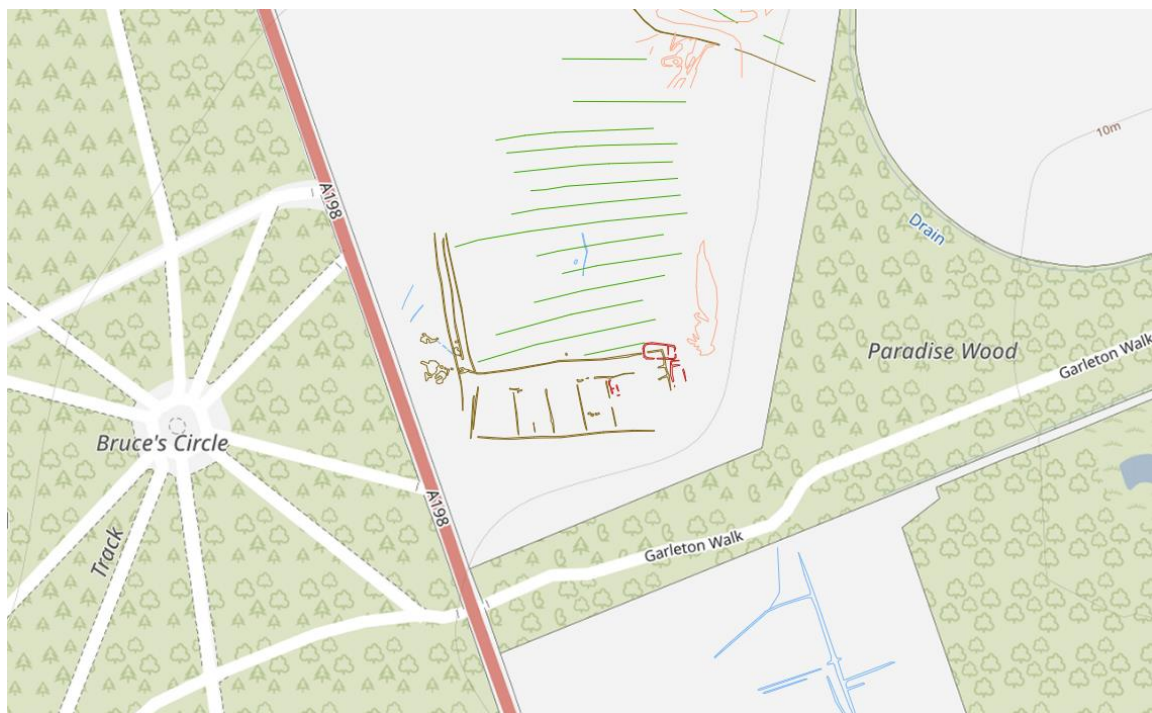 10m
A198
Drain
Paradise Wood
Garleton Walk
Bruce's Circle
A198
Track
Garleton Walk